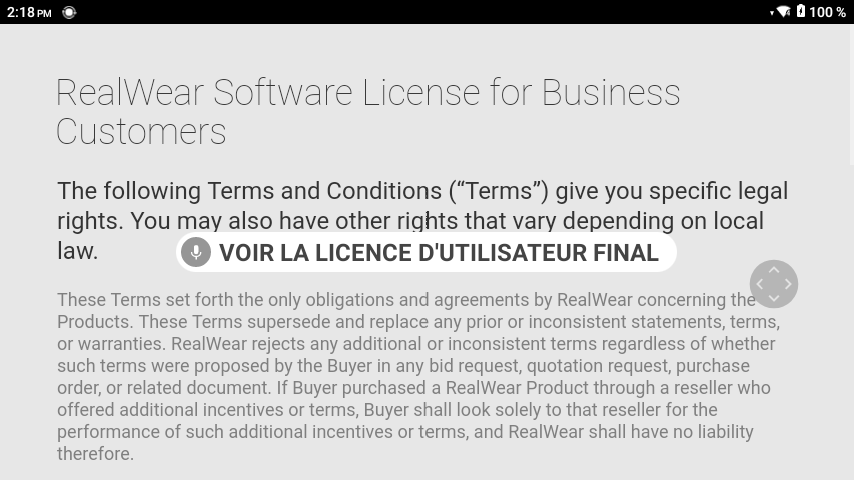 2:18 PM 100 %
RealWear Software License for Business
Customers
The following Terms and Conditions (“Terms”) give you specific legal
rights. You may also have other rights that vary depending on local
law.
VOIR LA LICENCE D'UTILISATEUR FINAL
These Terms set forth the only obligations and agreements by RealWear concerning the
Products. These Terms supersede and replace any prior or inconsistent statements, terms,
or warranties. RealWear rejects any additional or inconsistent terms regardless of whether
such terms were proposed by the Buyer in any bid request, quotation request, purchase
order, or related document. If Buyer purchased a RealWear Product through a reseller who
offered additional incentives or terms, Buyer shall look solely to that reseller for the
performance of such additional incentives or terms, and RealWear shall have no liability
therefore.